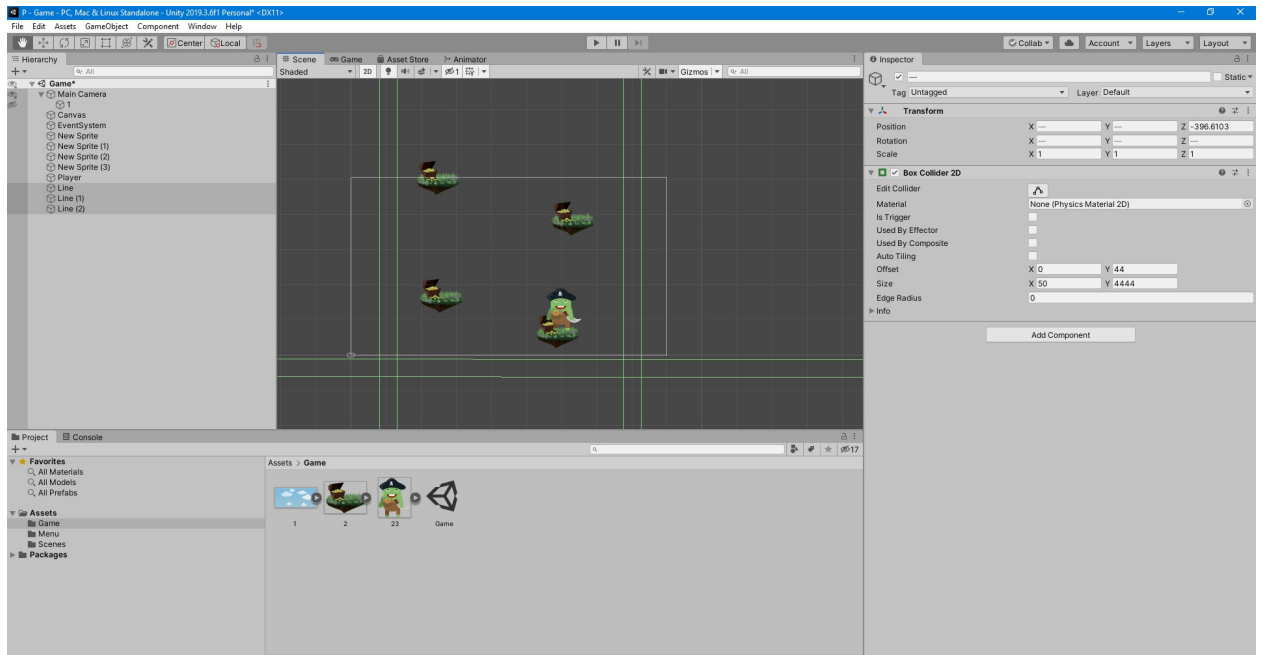 P - Game - PC, Mac & Linux Standalone - Unity 2019.3.6f1 Personal* <DX11>
File Edit Assets GameObject Component Window Help
Center Local Collab Account Layers Layout
Hierarchy
All
Game*
Main Camera
1
Canvas
EventSystem
New Sprite
New Sprite (1)
New Sprite (2)
New Sprite (3)
Player
Line
Line (1)
Line (2)
Scene Game Asset Store Animator
Shaded 2D 1 Gizmos All
Inspector
— Static
Tag Untagged Layer Default
Transform
Position X — Y — Z -396.6103
Rotation X — Y — Z —
Scale X 1 Y 1 Z 1
Box Collider 2D
Edit Collider
Material None (Physics Material 2D)
Is Trigger
Used By Effector
Used By Composite
Auto Tiling
Offset X 0 Y 44
Size X 50 Y 4444
Edge Radius 0
Info
Add Component
Project Console
17
Favorites
All Materials
All Models
All Prefabs
Assets
Game
Menu
Scenes
Packages
Assets > Game
1 2 23 Game